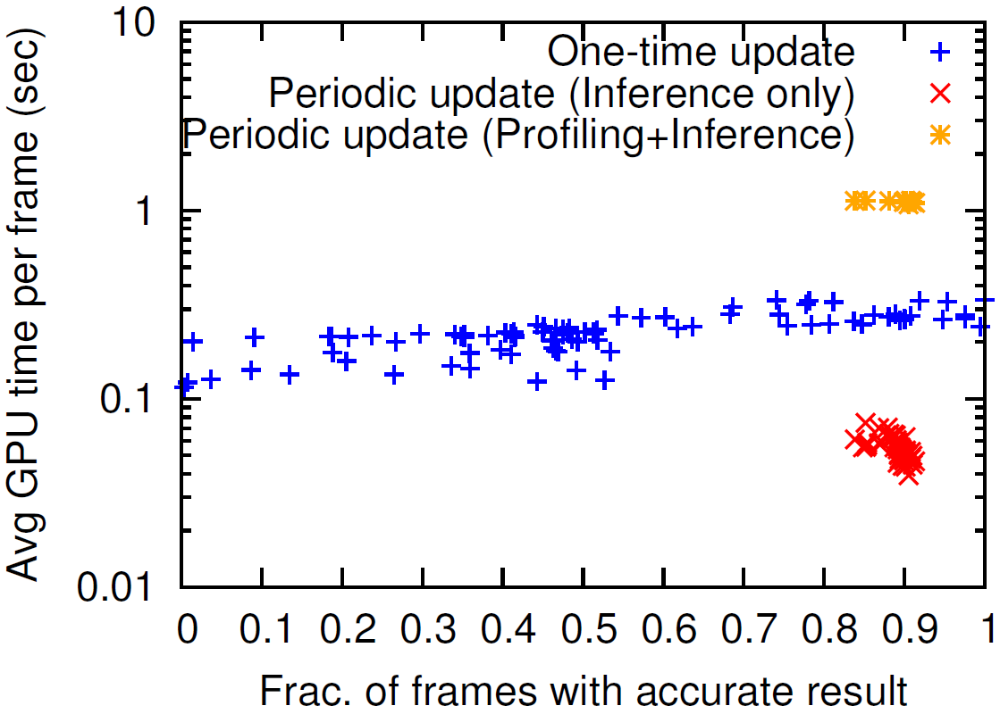 Avg GPU time per frame (sec)
10
1
0.1
0.01
One-time update
Periodic update (Inference only)
Periodic update (Profiling+Inference)
0 0.1 0.2 0.3 0.4 0.5 0.6 0.7 0.8 0.9 1
Frac. of frames with accurate result